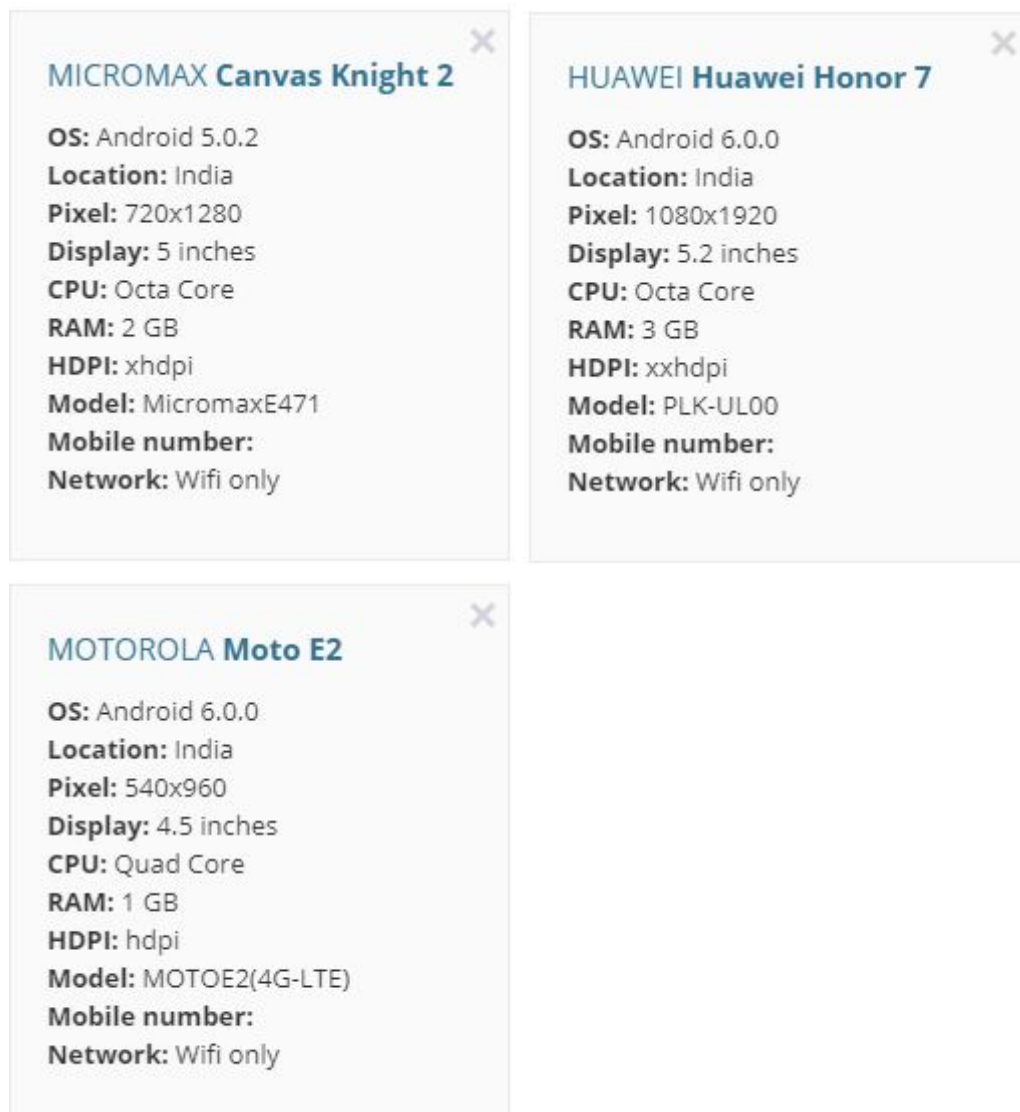 MICROMAX Canvas Knight 2
OS: Android 5.0.2
Location: India
Pixel: 720x1280
Display: 5 inches
CPU: Octa Core
RAM: 2 GB
HDPI: xhdpi
Model: MicromaxE471
Mobile number:
Network: Wifi only
HUAWEI Huawei Honor 7
OS: Android 6.0.0
Location: India
Pixel: 1080x1920
Display: 5.2 inches
CPU: Octa Core
RAM: 3 GB
HDPI: xxhdpi
Model: PLK-UL00
Mobile number:
Network: Wifi only
MOTOROLA Moto E2
OS: Android 6.0.0
Location: India
Pixel: 540x960
Display: 4.5 inches
CPU: Quad Core
RAM: 1 GB
HDPI: hdpi
Model: MOTOE2(4G-LTE)
Mobile number:
Network: Wifi only